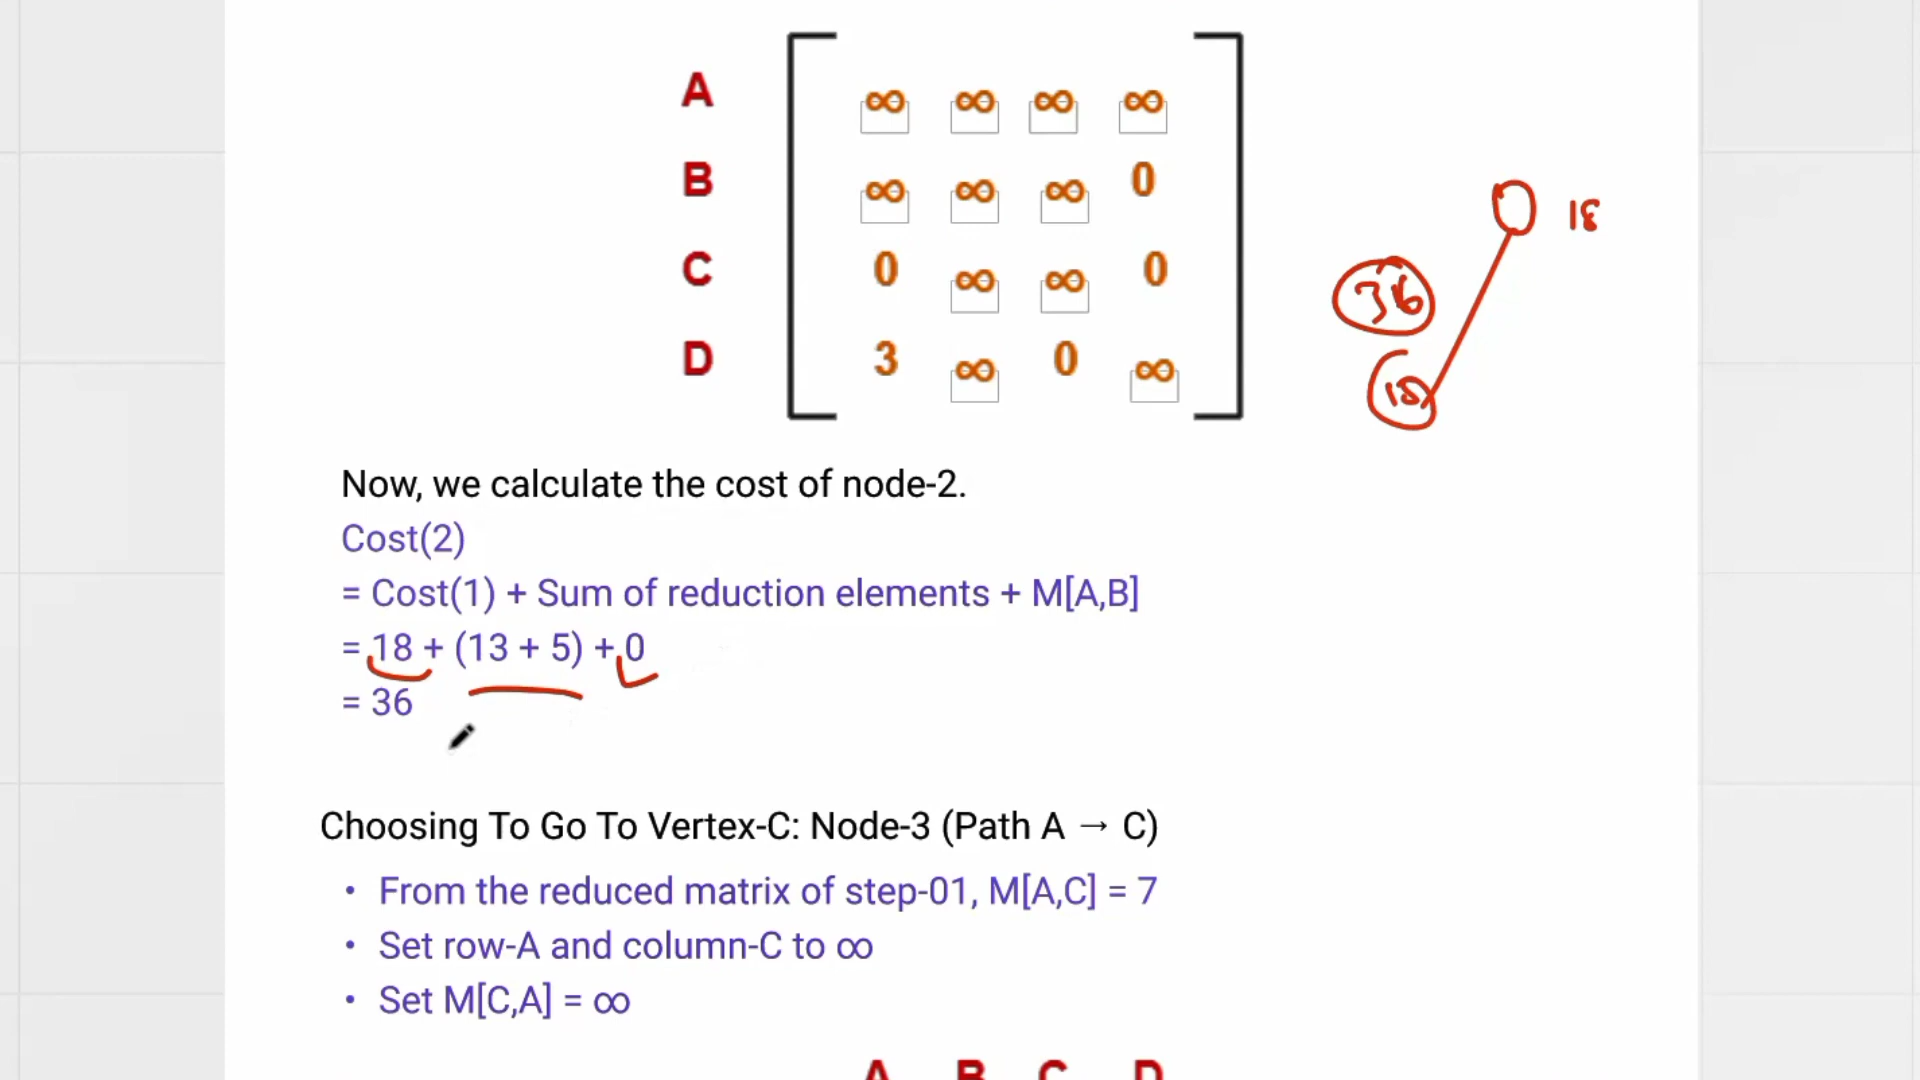 A ∞ ∞ ∞ ∞
B ∞ ∞ ∞ 0
C 0 ∞ ∞ 0
D 3 ∞ 0 ∞
18
36
18
Now, we calculate the cost of node-2.
Cost(2)
= Cost(1) + Sum of reduction elements + M[A,B]
= 18 + (13 + 5) + 0
= 36
Choosing To Go To Vertex-C: Node-3 (Path A → C)
• From the reduced matrix of step-01, M[A,C] = 7
• Set row-A and column-C to ∞
• Set M[C,A] = ∞
A B C D